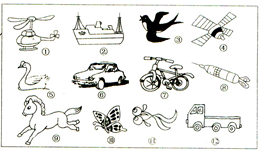 ① ② ③ ④
⑤ ⑥ ⑦ ⑧
⑨ ⑩ ⑪ ⑫